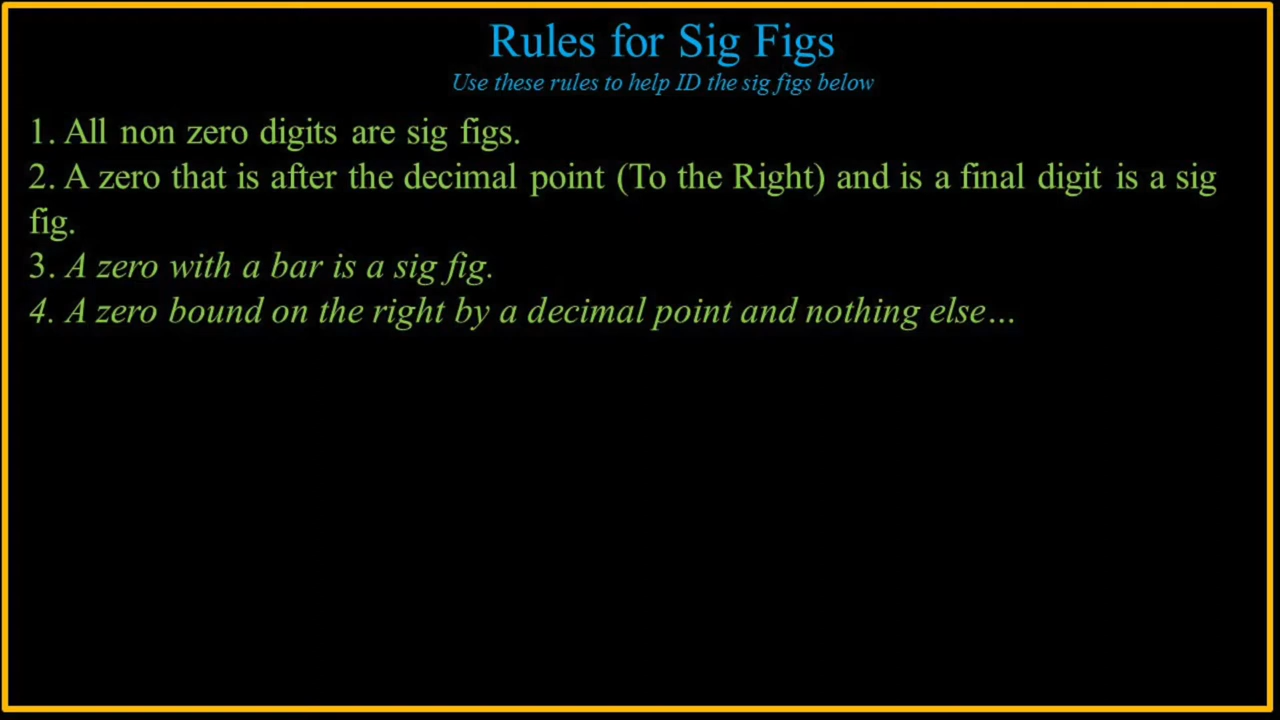 Rules for Sig Figs
Use these rules to help ID the sig figs below
1. All non zero digits are sig figs.
2. A zero that is after the decimal point (To the Right) and is a final digit is a sig
fig.
3. A zero with a bar is a sig fig.
4. A zero bound on the right by a decimal point and nothing else…